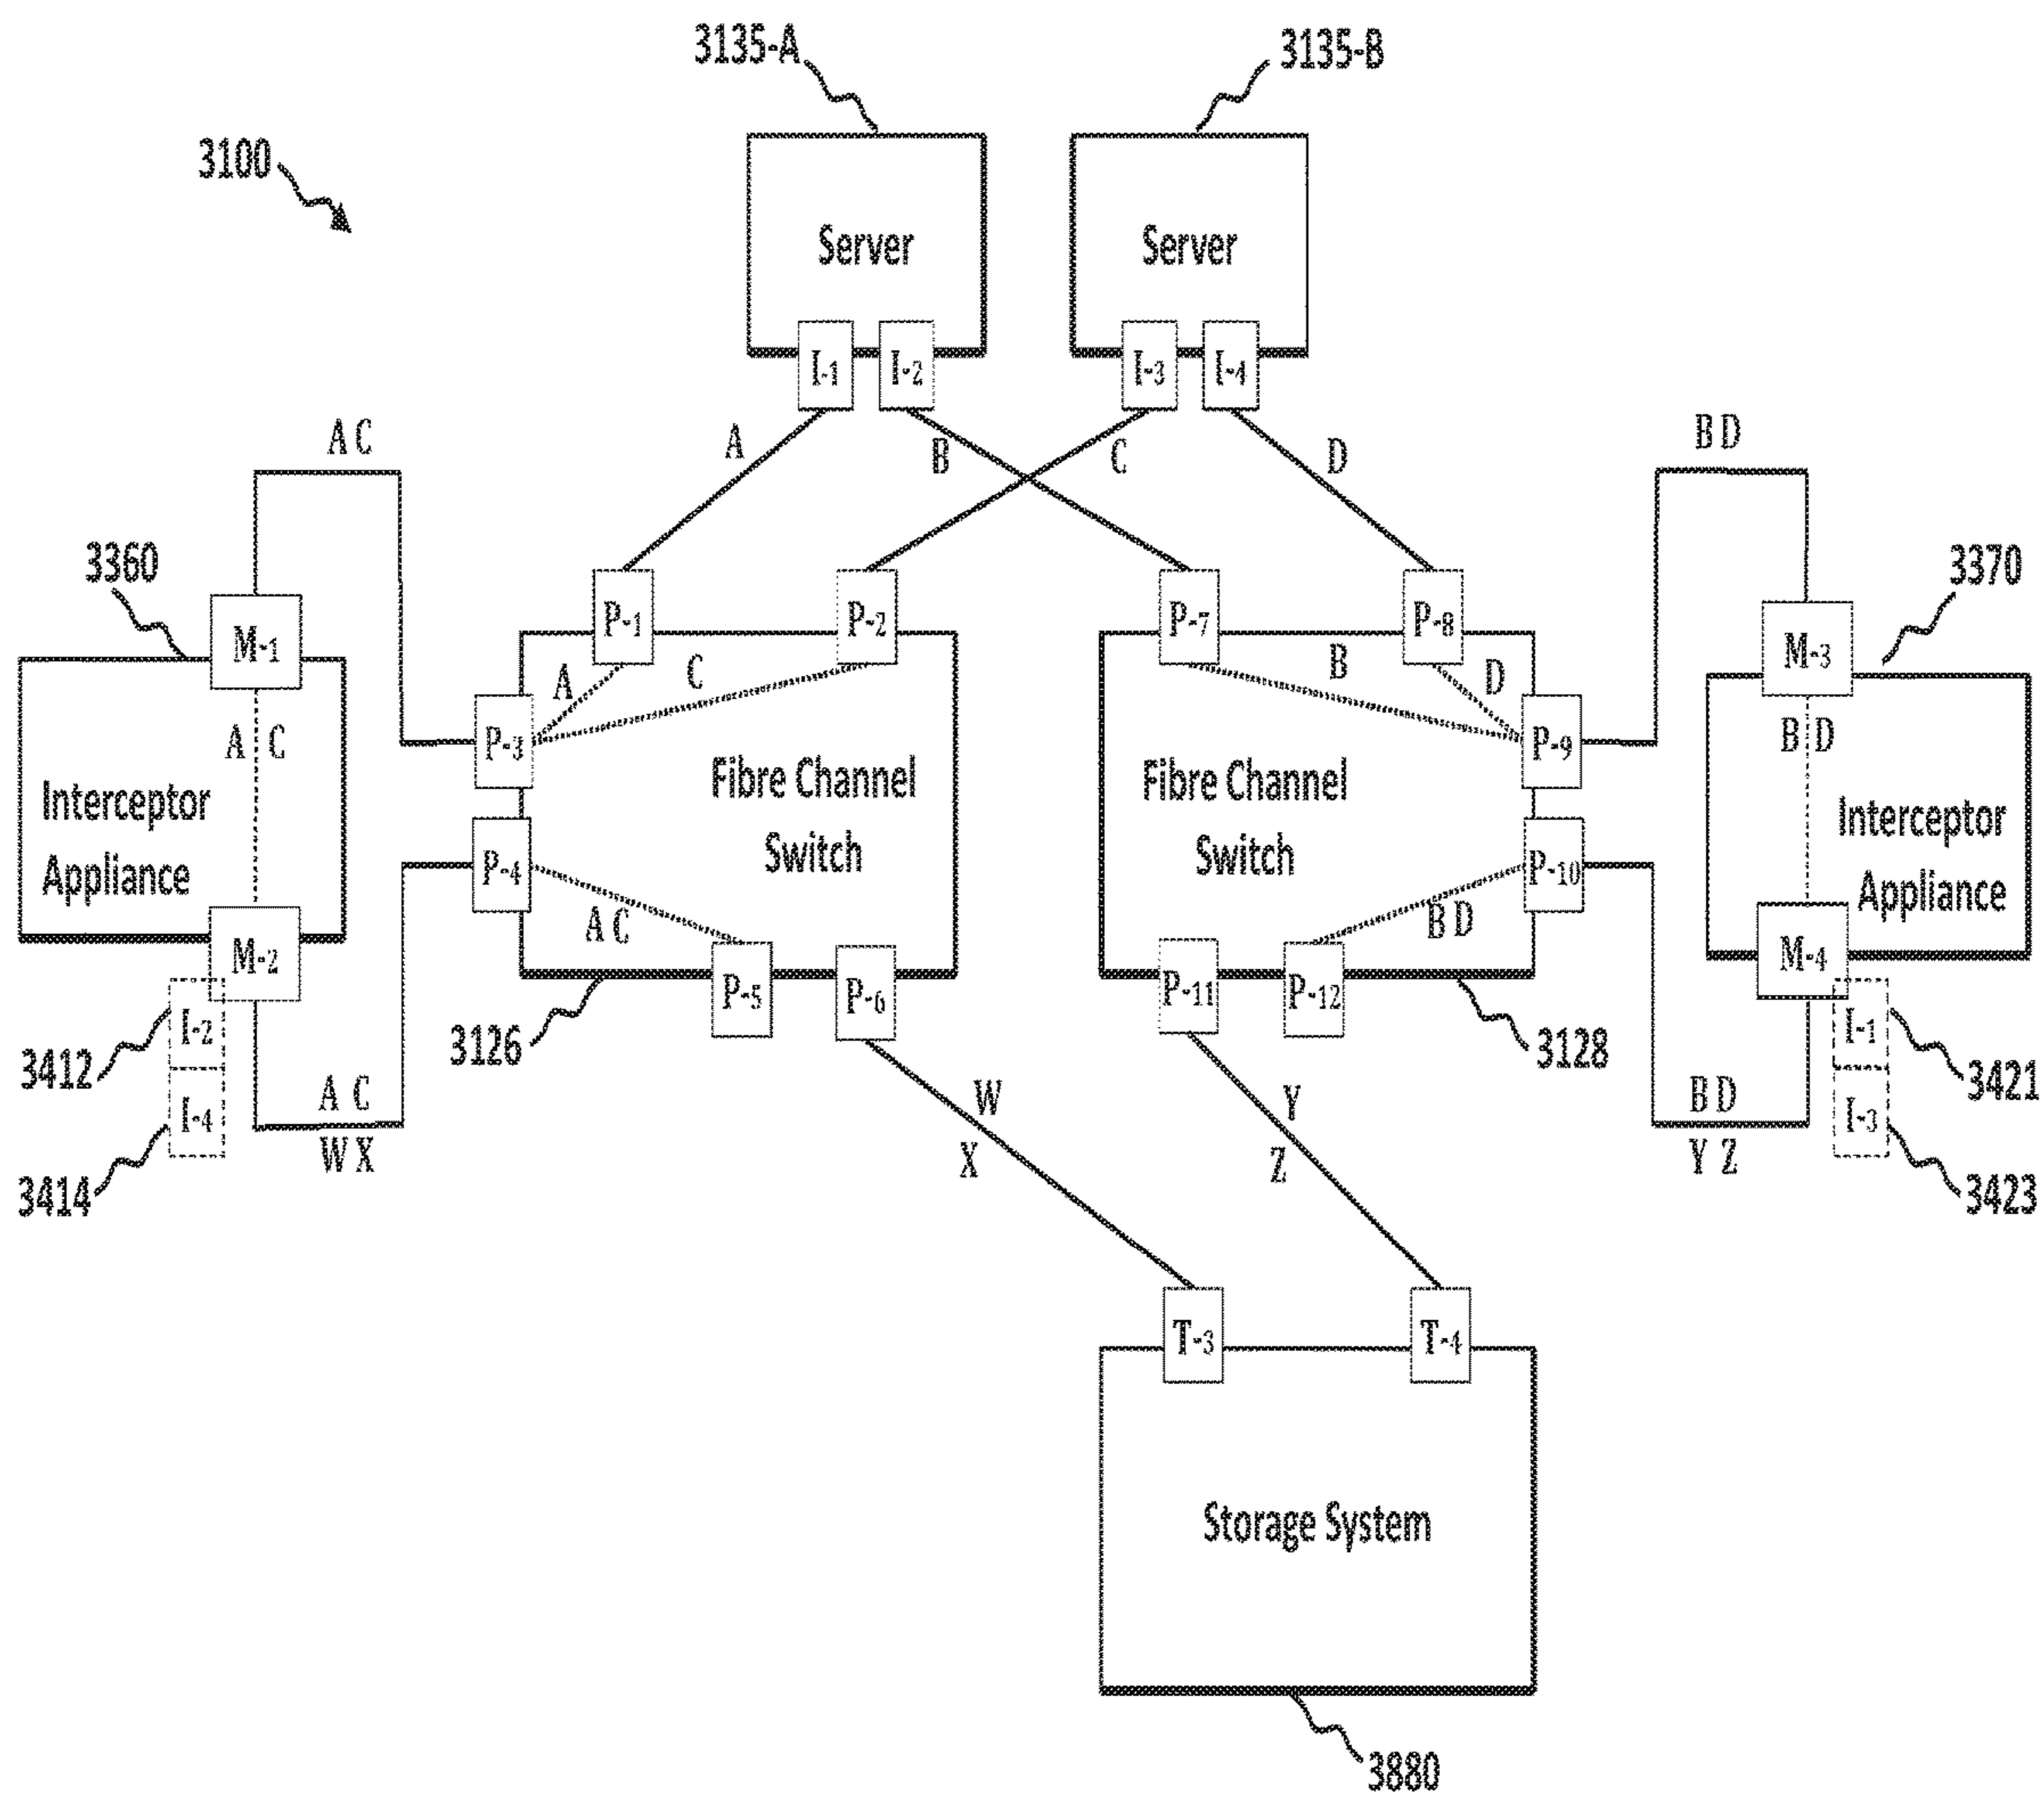 3135-A
3135-B
3100
Server
Server
I-1
I-2
I-3
I-4
A C
A
B
C
D
B D
3360
3370
M-1
P-1
P-2
P-7
P-8
M-3
A
C
B
D
A C
P-3
P-9
B D
Interceptor
Appliance
Fibre Channel
Switch
Fibre Channel
Switch
Interceptor
Appliance
P-4
P-10
A C
B D
M-2
P-5
P-6
P-11
P-12
M-4
I-2
I-1
3412
3126
3128
3421
I-4
I-3
3414
3423
A C
W X
W
X
Y
Z
B D
Y Z
T-3
T-4
Storage System
3880